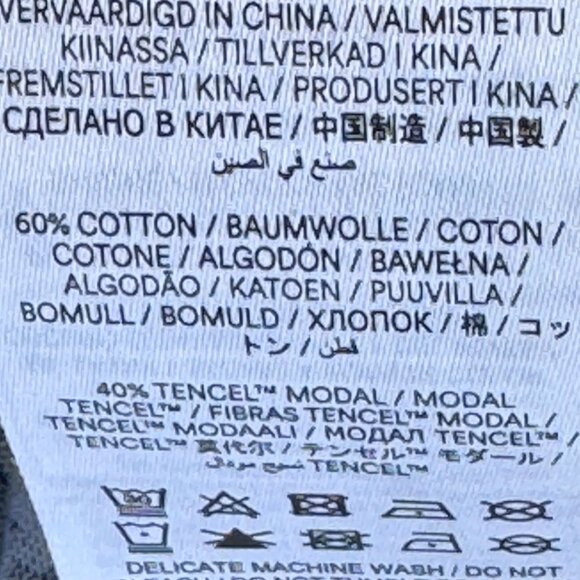 VERVAARDIGD IN CHINA / VALMISTETTU
KIINASSA / TILLVERKAD I KINA /
FREMSTILLET I KINA / PRODUSERT I KINA /
СДЕЛАНО В КИТАЕ / 中国制造 / 中国製 /
صنع في الصين
60% COTTON / BAUMWOLLE / COTON /
COTONE / ALGODÓN / BAWEŁNA /
ALGODÃO / KATOEN / PUUVILLA /
BOMULL / BOMULD / ХЛОПОК / 棉 / コッ
トン / قطن
40% TENCEL™ MODAL / MODAL
TENCEL™ / FIBRAS TENCEL™ MODAL /
TENCEL™ MODAALI / МОДАЛ TENCEL™ /
TENCEL™ 莫代尔 / テンセル™ モダール /
TENCEL™
DELICATE MACHINE WASH / DO NOT